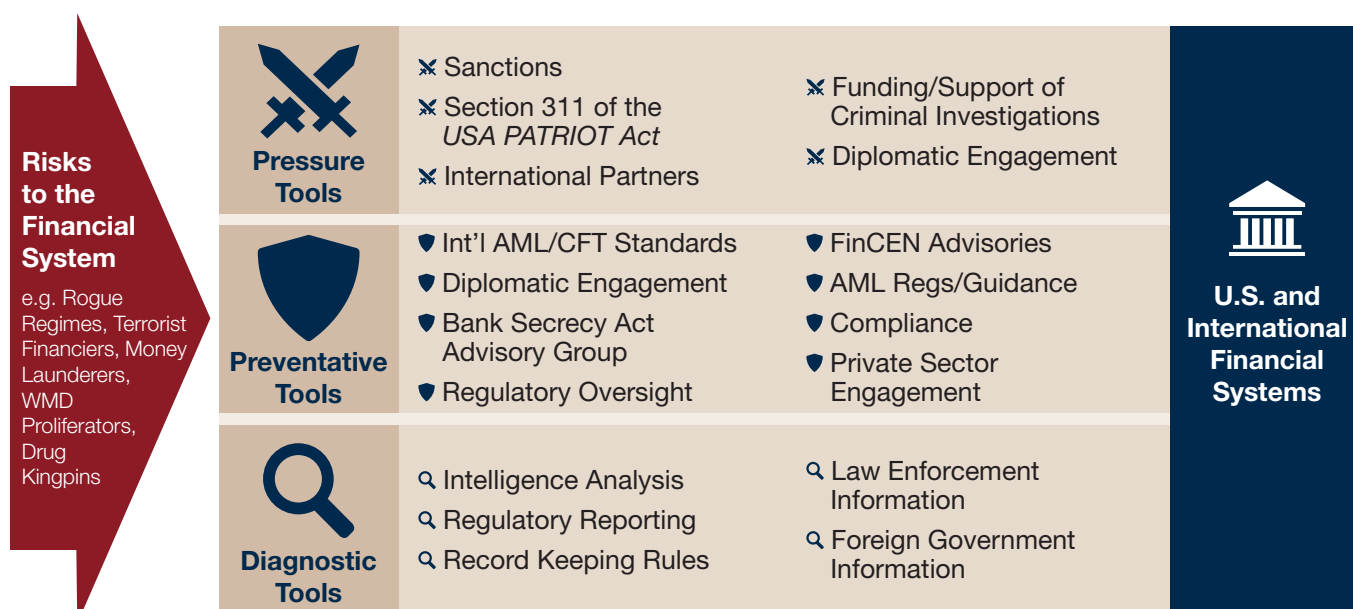 Risks
to the
Financial
System
e.g. Rogue
Regimes, Terrorist
Financiers, Money
Launderers,
WMD
Proliferators,
Drug
Kingpins
Pressure
Tools
Sanctions
Section 311 of the
USA PATRIOT Act
International Partners
Funding/Support of
Criminal Investigations
Diplomatic Engagement
Preventative
Tools
Int'l AML/CFT Standards
Diplomatic Engagement
Bank Secrecy Act
Advisory Group
Regulatory Oversight
FinCEN Advisories
AML Regs/Guidance
Compliance
Private Sector
Engagement
Diagnostic
Tools
Intelligence Analysis
Regulatory Reporting
Record Keeping Rules
Law Enforcement
Information
Foreign Government
Information
U.S. and
International
Financial
Systems